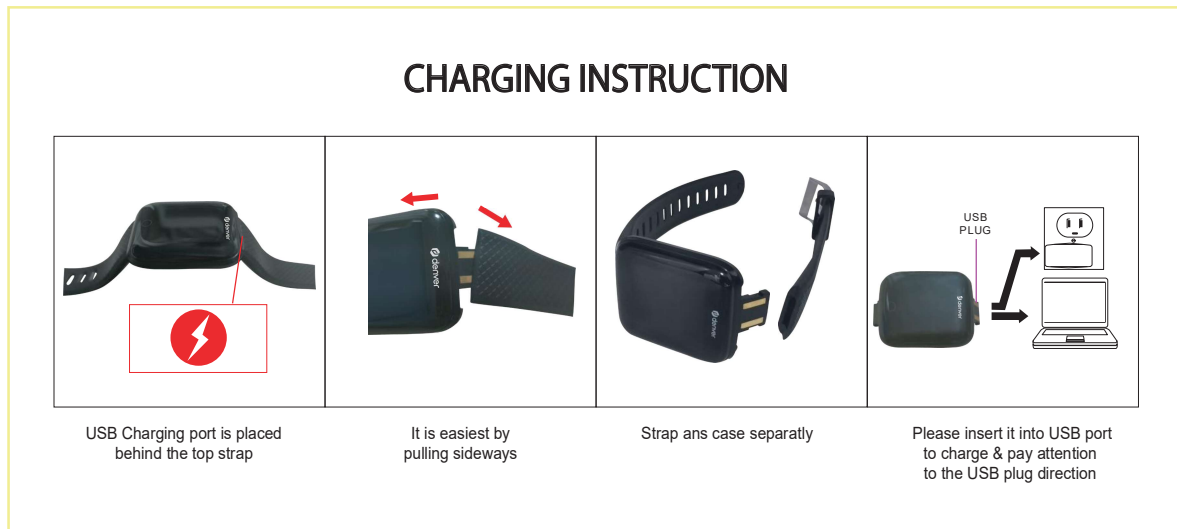 CHARGING INSTRUCTION
denver
denver
denver
USB
PLUG
denver
USB Charging port is placed
behind the top strap
It is easiest by
pulling sideways
Strap ans case separatly
Please insert it into USB port
to charge & pay attention
to the USB plug direction